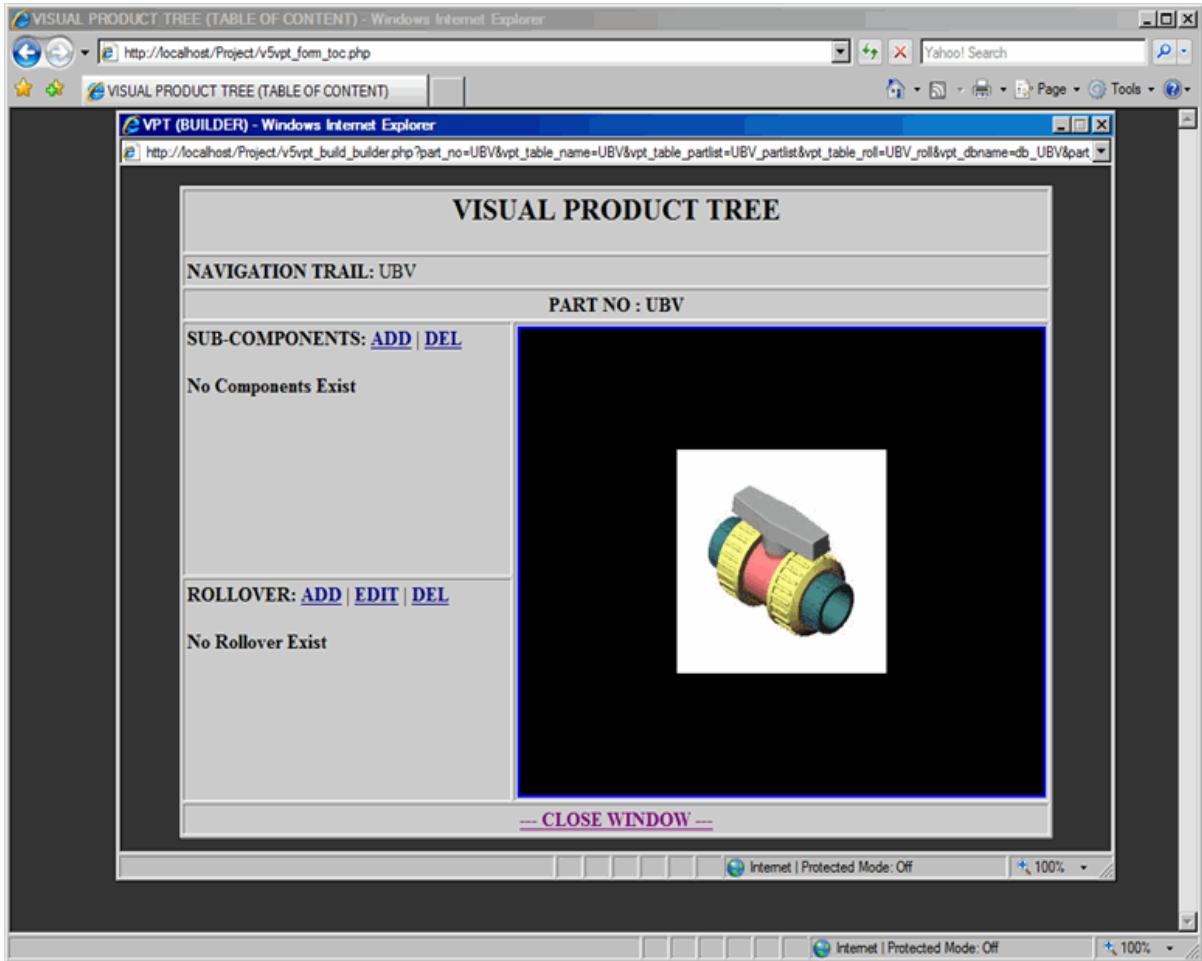 VISUAL PRODUCT TREE (TABLE OF CONTENT) - Windows Internet Explorer
http://localhost/Project/v5vpt_form_toc.php
Yahoo! Search
VISUAL PRODUCT TREE (TABLE OF CONTENT)
Page
Tools
VPT (BUILDER) - Windows Internet Explorer
http://localhost/Project/v5vpt_build_builder.php?part_no=UBV&vpt_table_name=UBV&vpt_table_partlist=UBV_partlist&vpt_table_roll=UBV_roll&vpt_dbname=db_UBV&part_
VISUAL PRODUCT TREE
NAVIGATION TRAIL: UBV
PART NO : UBV
SUB-COMPONENTS: ADD | DEL
No Components Exist
ROLLOVER: ADD | EDIT | DEL
No Rollover Exist
--- CLOSE WINDOW ---
Internet | Protected Mode: Off
100%
Internet | Protected Mode: Off
100%